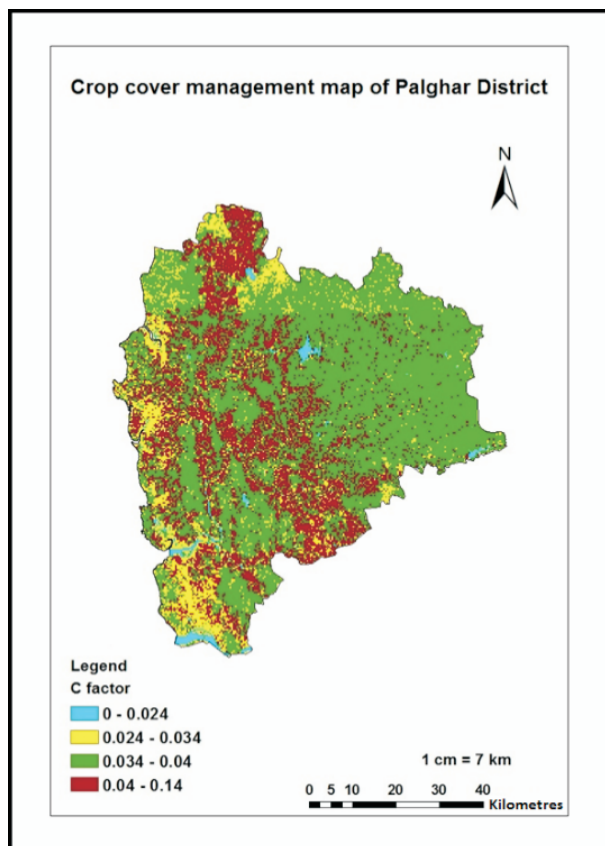 Crop cover management map of Palghar District
N
Legend
C factor
0 - 0.024
0.024 - 0.034
0.034 - 0.04
0.04 - 0.14
1 cm = 7 km
0 5 10 20 30 40
Kilometres